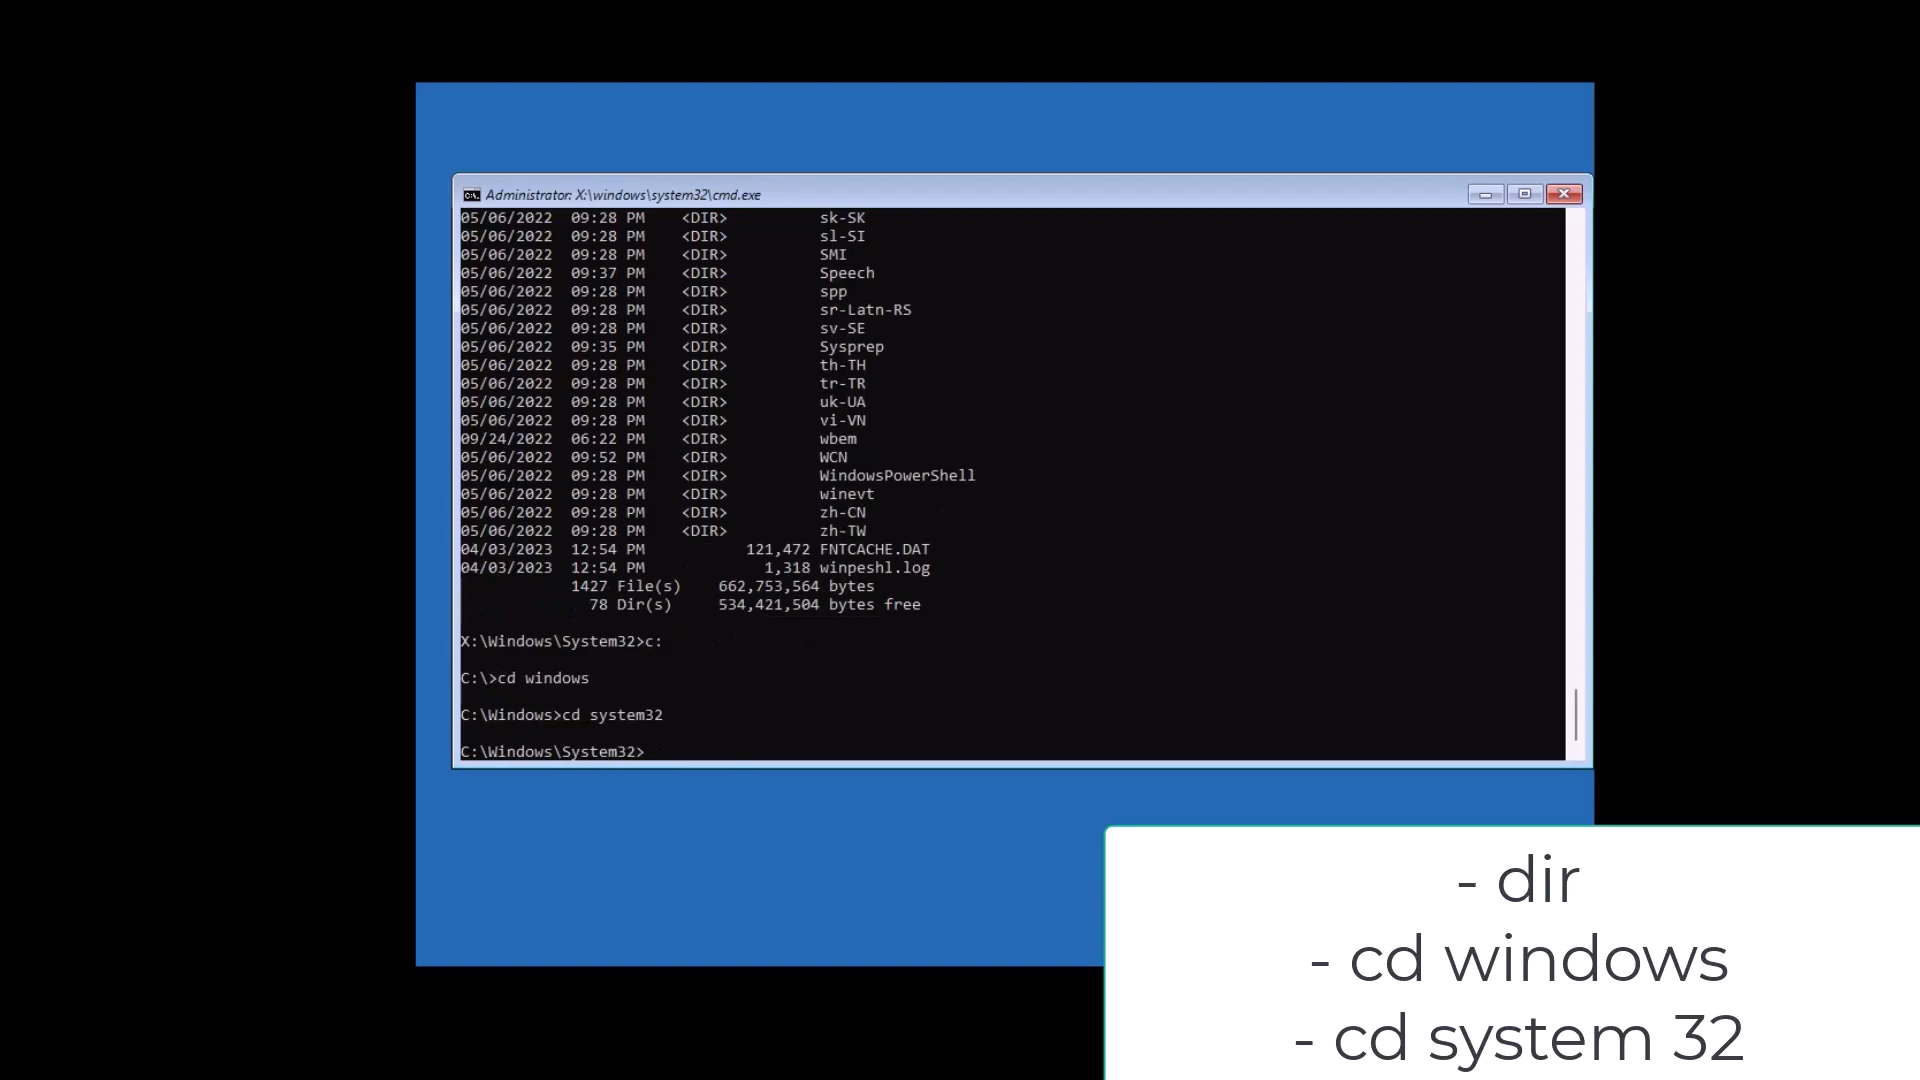 Administrator: X:\windows\system32\cmd.exe
05/06/2022  09:28 PM    <DIR>          sk-SK
05/06/2022  09:28 PM    <DIR>          sl-SI
05/06/2022  09:28 PM    <DIR>          SMI
05/06/2022  09:37 PM    <DIR>          Speech
05/06/2022  09:28 PM    <DIR>          spp
05/06/2022  09:28 PM    <DIR>          sr-Latn-RS
05/06/2022  09:28 PM    <DIR>          sv-SE
05/06/2022  09:35 PM    <DIR>          Sysprep
05/06/2022  09:28 PM    <DIR>          th-TH
05/06/2022  09:28 PM    <DIR>          tr-TR
05/06/2022  09:28 PM    <DIR>          uk-UA
05/06/2022  09:28 PM    <DIR>          vi-VN
09/24/2022  06:22 PM    <DIR>          wbem
05/06/2022  09:52 PM    <DIR>          WCN
05/06/2022  09:28 PM    <DIR>          WindowsPowerShell
05/06/2022  09:28 PM    <DIR>          winevt
05/06/2022  09:28 PM    <DIR>          zh-CN
05/06/2022  09:28 PM    <DIR>          zh-TW
04/03/2023  12:54 PM           121,472 FNTCACHE.DAT
04/03/2023  12:54 PM             1,318 winpeshl.log
1427 File(s)    662,753,564 bytes
78 Dir(s)     534,421,504 bytes free
X:\Windows\System32>c:
C:\>cd windows
C:\Windows>cd system32
C:\Windows\System32>
- dir
- cd windows
- cd system 32